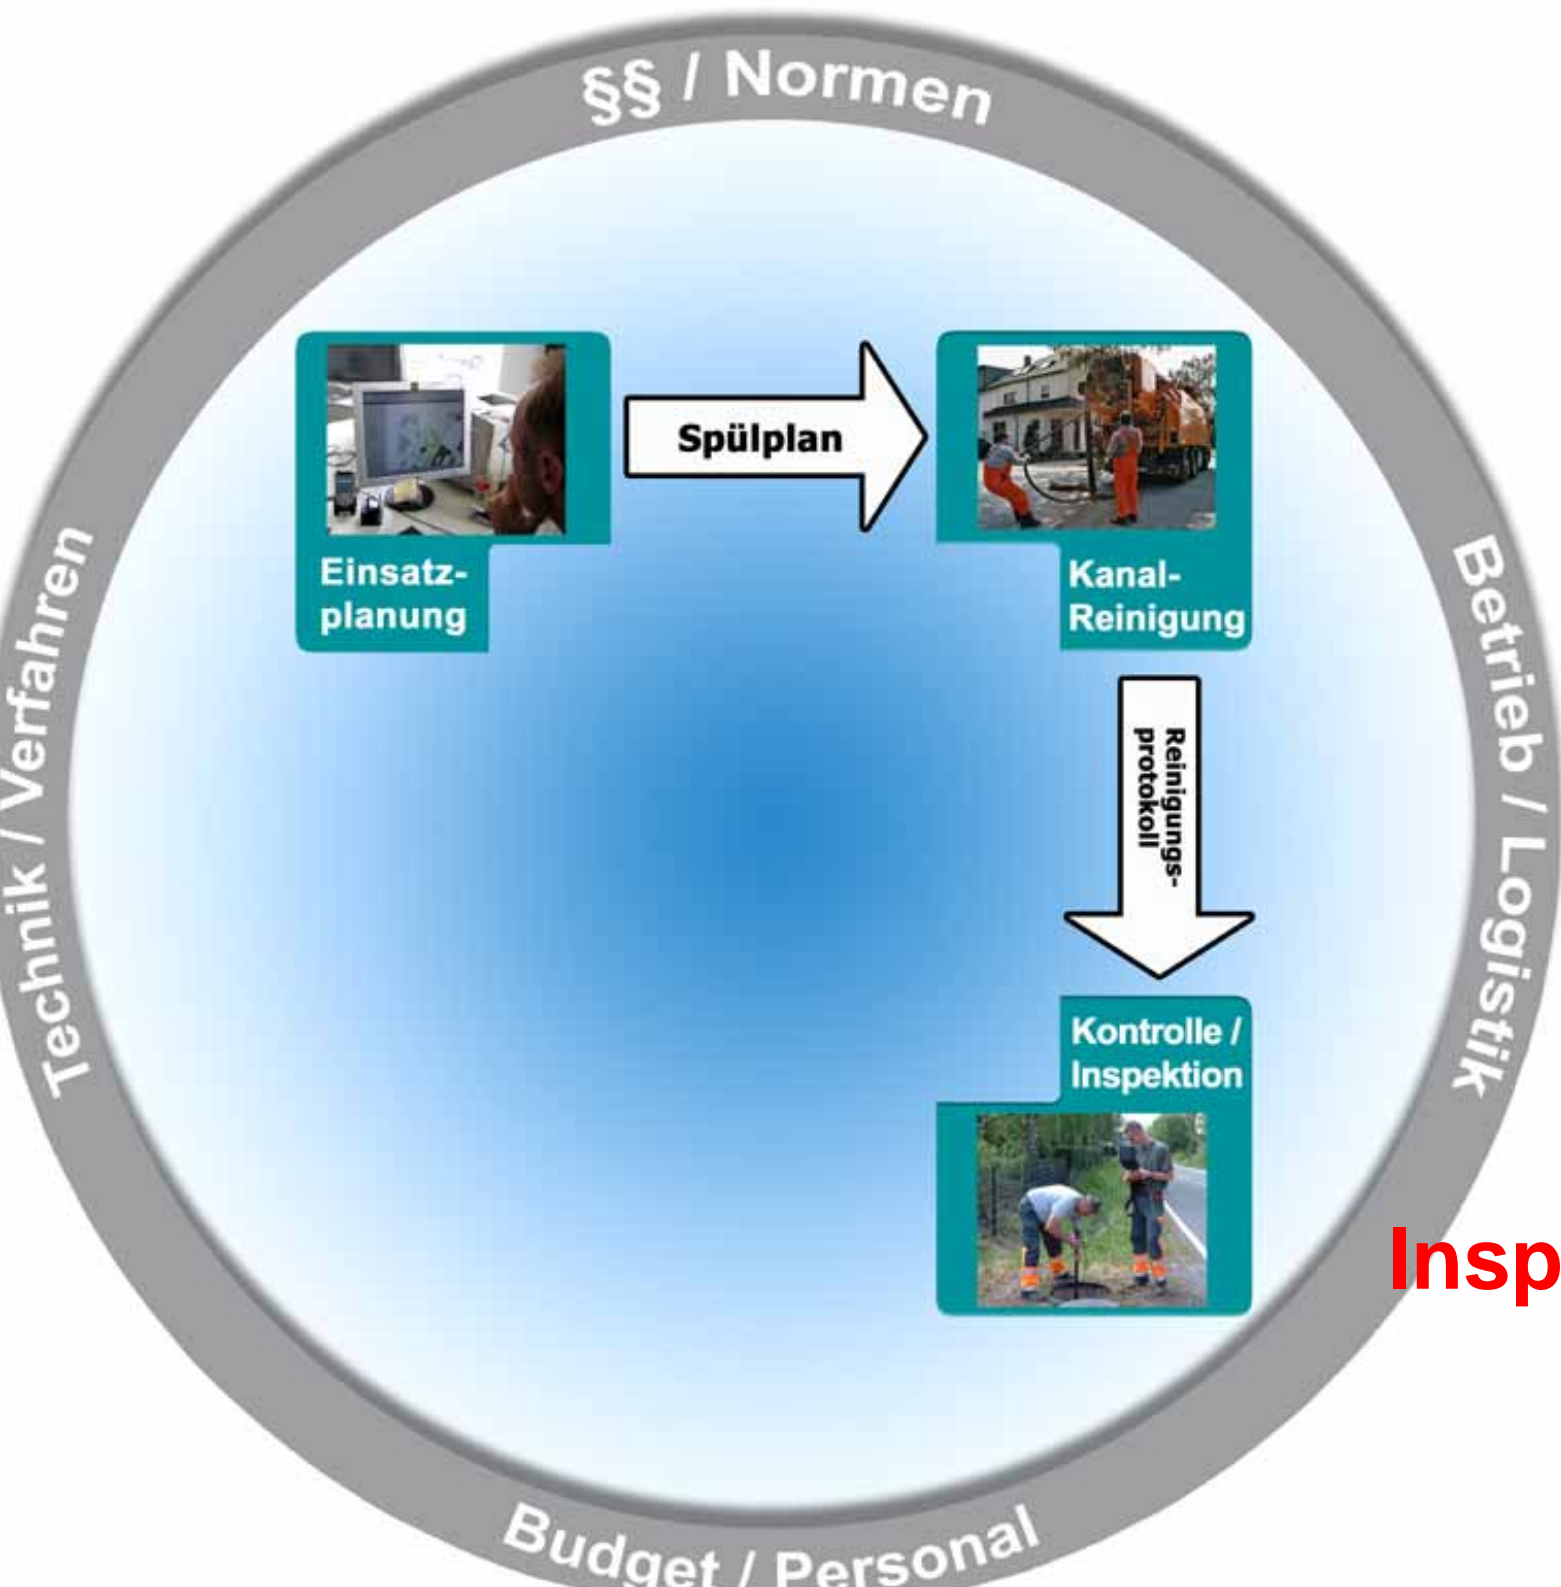 §§ / Normen
Spülplan
Einsatz-
planung
Kanal-
Reinigung
Technik / Verfahren
Betrieb / Logistik
Reinigungs-
protokoll
Kontrolle /
Inspektion
Insp
Budget / Personal